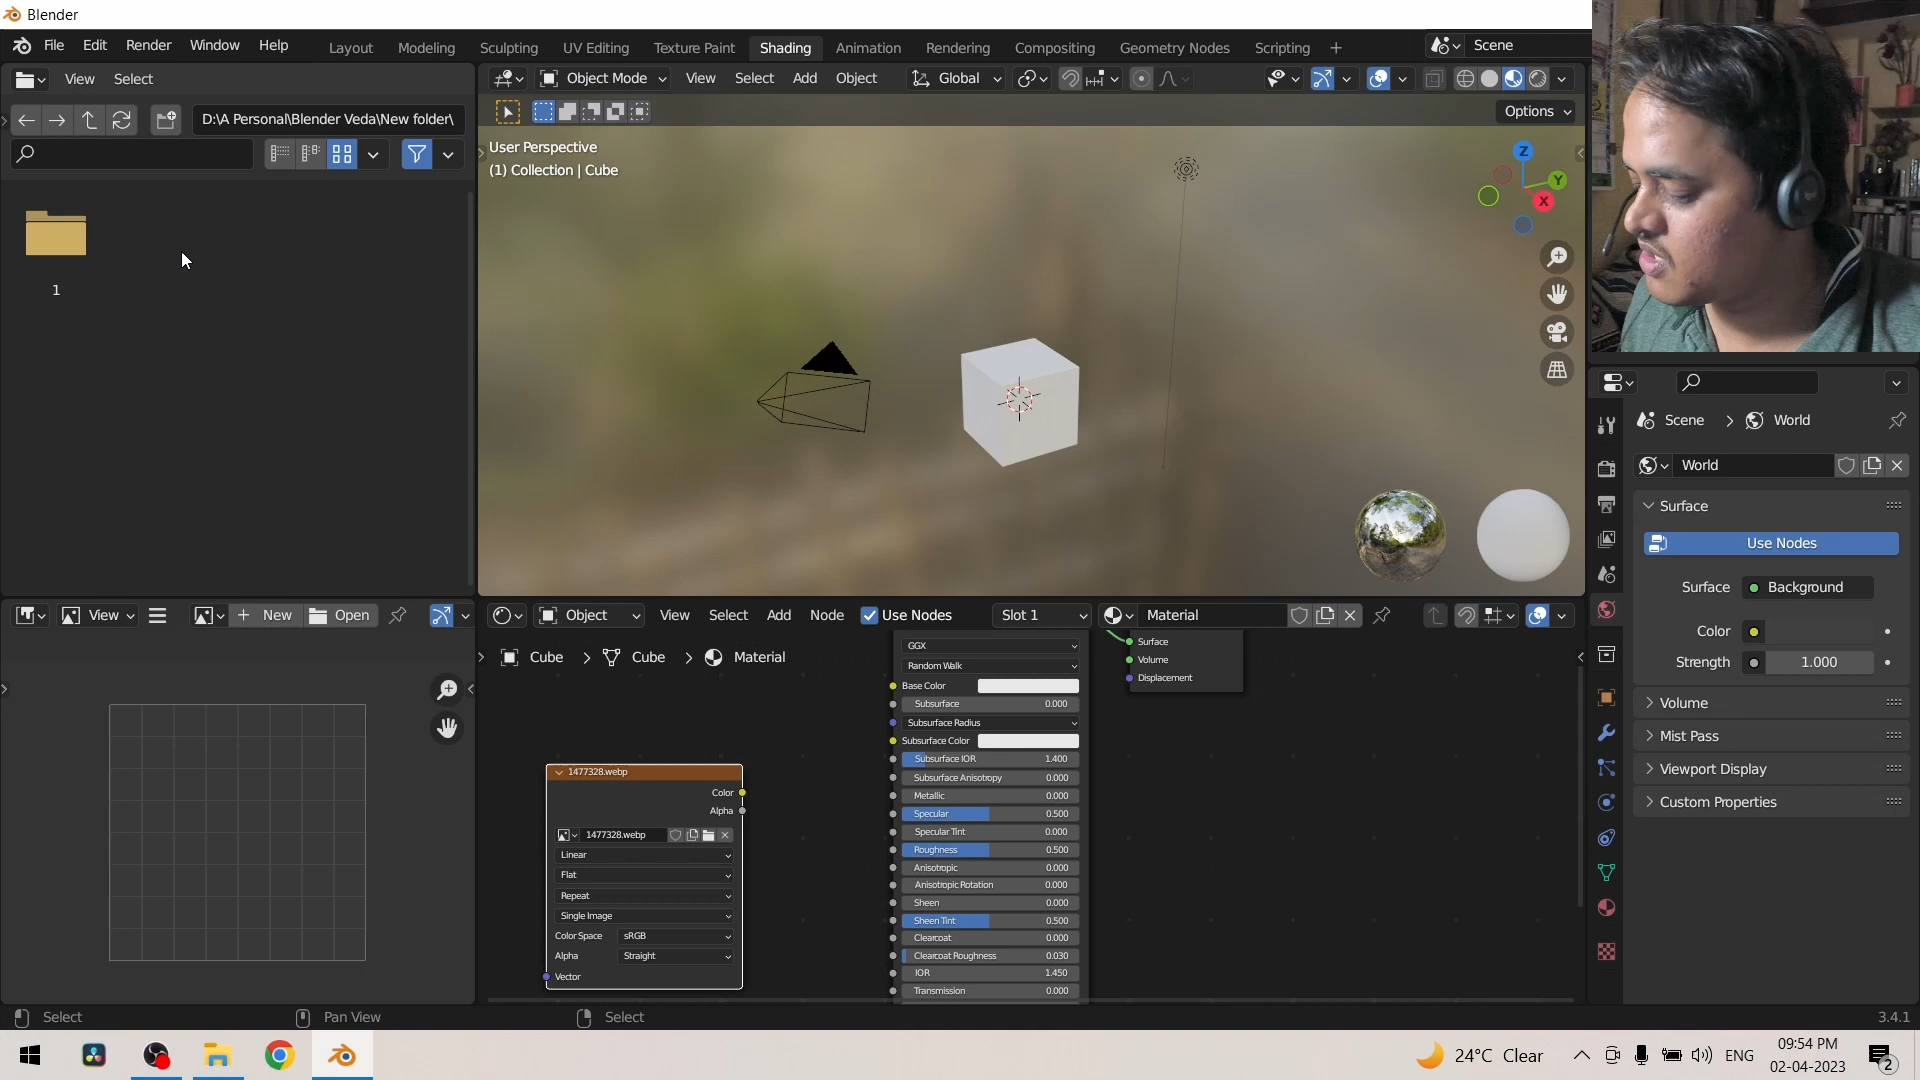 Blender
File Edit Render Window Help Layout Modeling Sculpting UV Editing Texture Paint Shading Animation Rendering Compositing Geometry Nodes Scripting + Scene
View Select
Object Mode View Select Add Object Global
D:\A Personal\Blender Veda\New folder\
Options
User Perspective
(1) Collection | Cube
Z
Y
X
1
Scene > World
World
Surface
Use Nodes
Surface Background
Color
Strength 1.000
Volume
Mist Pass
Viewport Display
Custom Properties
View + New Open
Object View Select Add Node Use Nodes Slot 1 Material
Cube > Cube > Material
GGX
Random Walk
Base Color
Subsurface 0.000
Subsurface Radius
Subsurface Color
Subsurface IOR 1.400
Subsurface Anisotropy 0.000
Metallic 0.000
Specular 0.500
Specular Tint 0.000
Roughness 0.500
Anisotropic 0.000
Anisotropic Rotation 0.000
Sheen 0.000
Sheen Tint 0.500
Clearcoat 0.000
Clearcoat Roughness 0.030
IOR 1.450
Transmission 0.000
Surface
Volume
Displacement
1477328.webp
Color
Alpha
1477328.webp
Linear
Flat
Repeat
Single Image
Color Space sRGB
Alpha Straight
Vector
Select Pan View Select 3.4.1
24°C Clear ENG
09:54 PM
02-04-2023
2